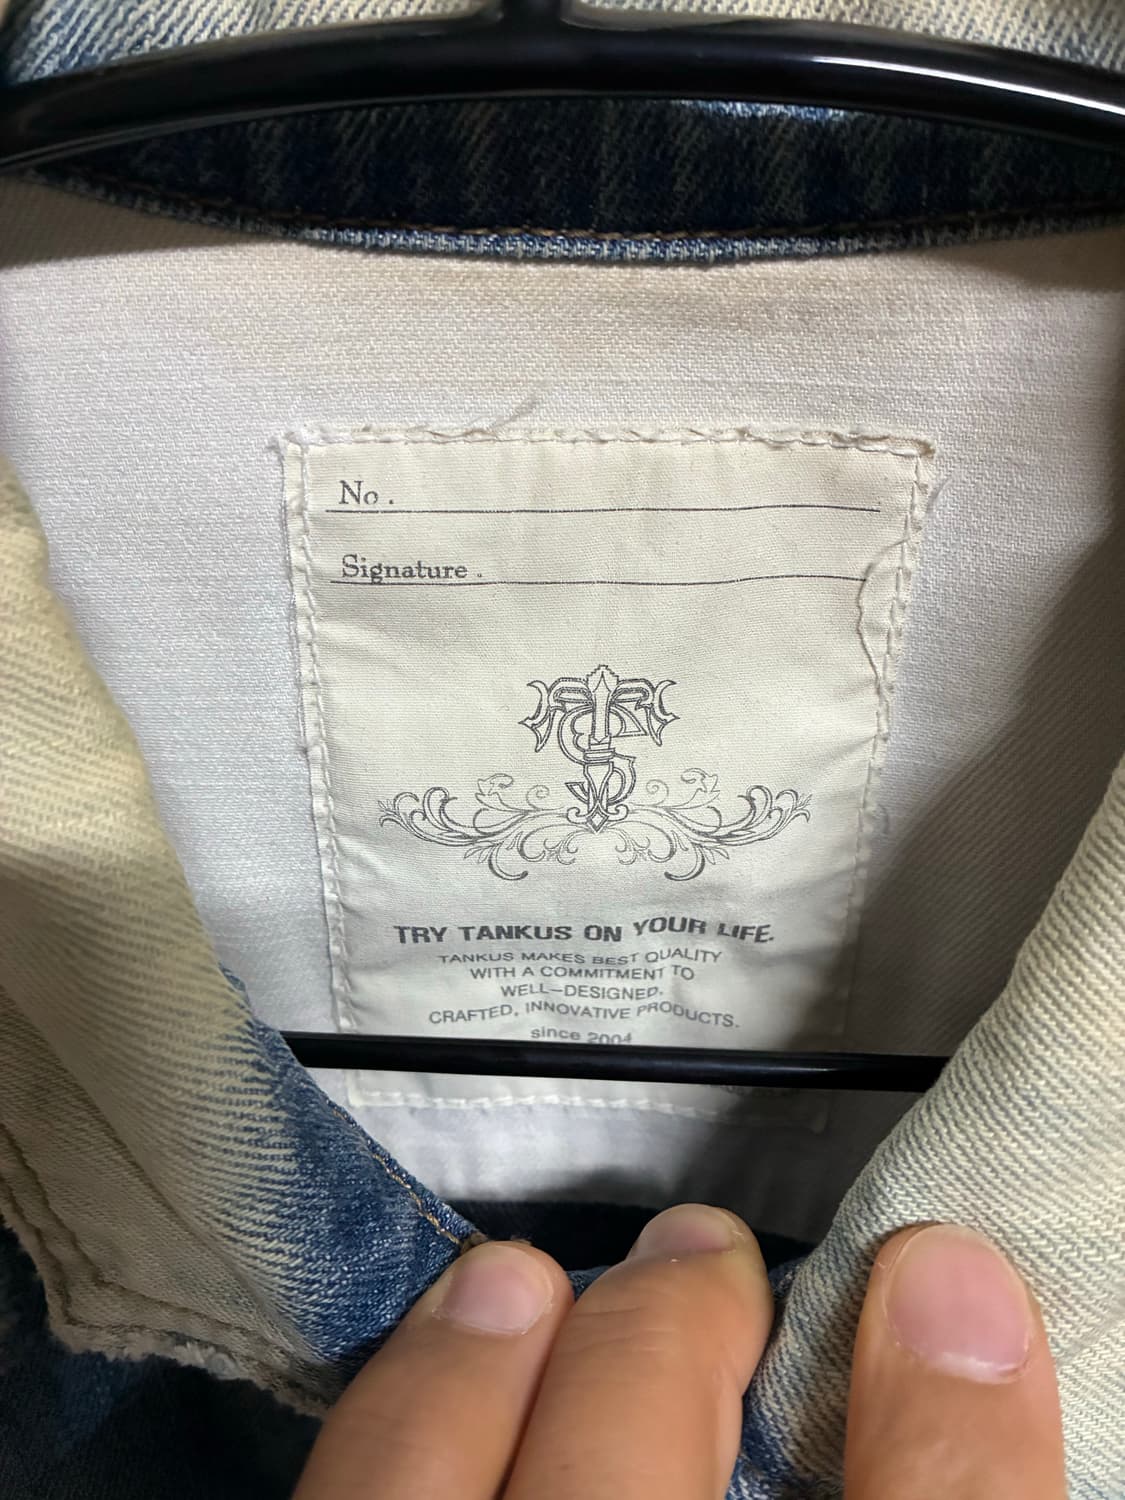 No.
Signature.
TS
TRY TANKUS ON YOUR LIFE.
TANKUS MAKES BEST QUALITY
WITH A COMMITMENT TO
WELL-DESIGNED,
CRAFTED, INNOVATIVE PRODUCTS.
since 2004